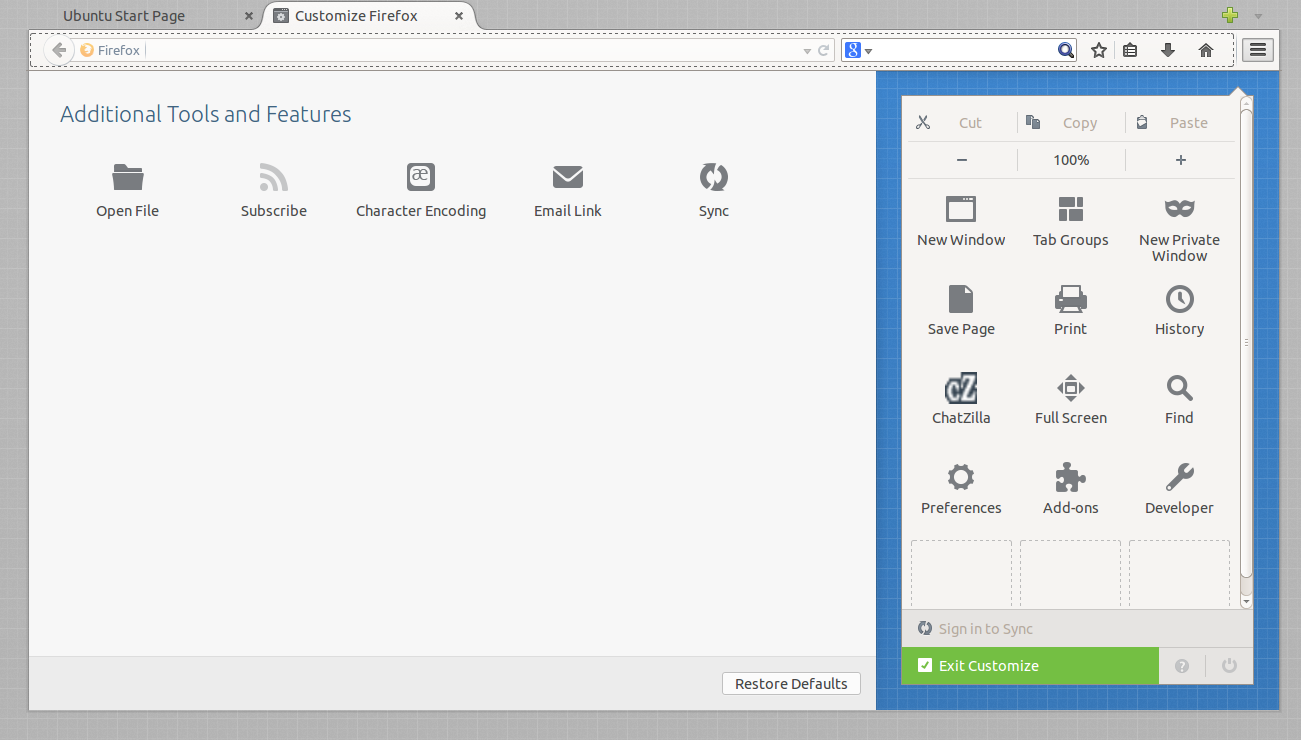 Ubuntu Start Page
Customize Firefox
Firefox
8
Additional Tools and Features
Open File
Subscribe
æ
Character Encoding
Email Link
Sync
Cut
Copy
Paste
− 100% +
New Window
Tab Groups
New Private
Window
Save Page
Print
History
cZ
ChatZilla
Full Screen
Find
Preferences
Add-ons
Developer
Sign in to Sync
Exit Customize
?
Restore Defaults